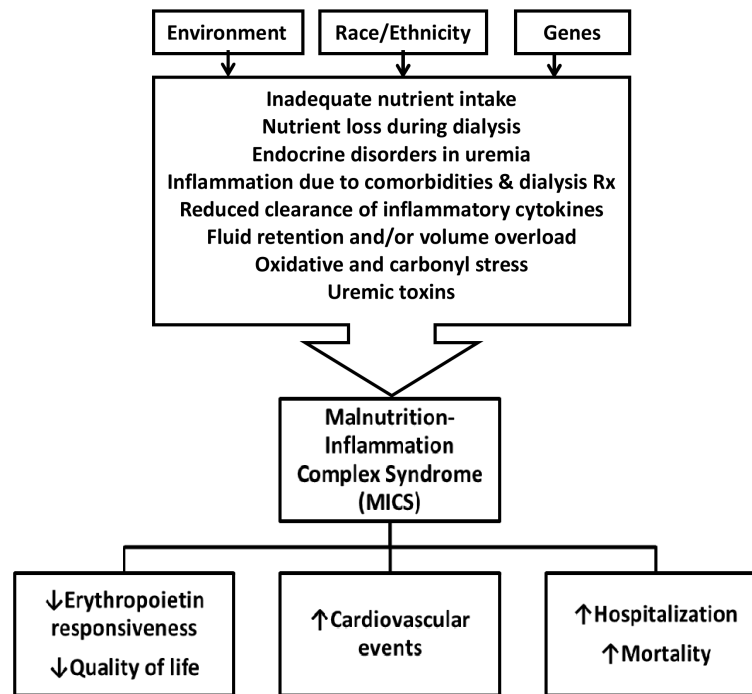 Environment
Race/Ethnicity
Genes
Inadequate nutrient intake
Nutrient loss during dialysis
Endocrine disorders in uremia
Inflammation due to comorbidities & dialysis Rx
Reduced clearance of inflammatory cytokines
Fluid retention and/or volume overload
Oxidative and carbonyl stress
Uremic toxins
Malnutrition-
Inflammation
Complex Syndrome
(MICS)
↓Erythropoietin
responsiveness
↓Quality of life
↑Cardiovascular
events
↑Hospitalization
↑Mortality